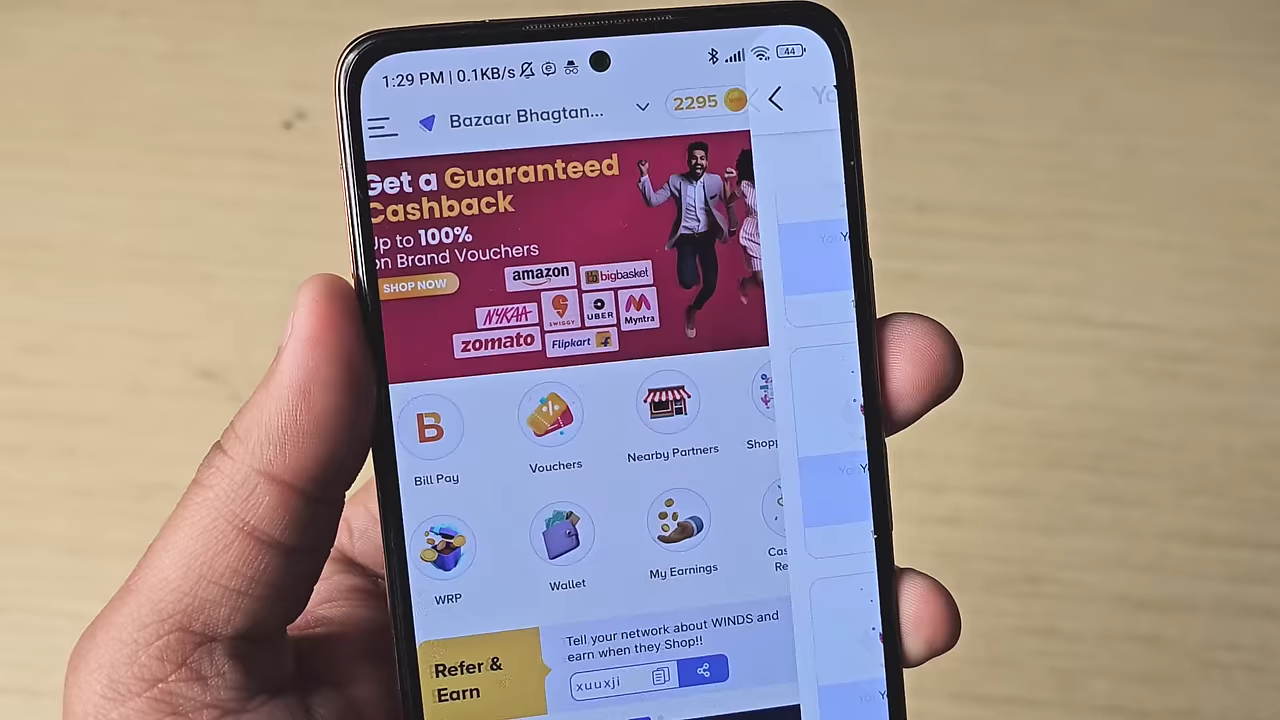 1:29 PM | 0.1KB/s
44
Bazaar Bhagtan...
2295
Get a Guaranteed
Cashback
Up to 100%
on Brand Vouchers
SHOP NOW
amazon
bigbasket
NYKAA
SWIGGY
UBER
Myntra
zomato
Flipkart
Bill Pay
Vouchers
Nearby Partners
WRP
Wallet
My Earnings
Refer &
Earn
Tell your network about WINDS and
earn when they Shop!!
xuuxji